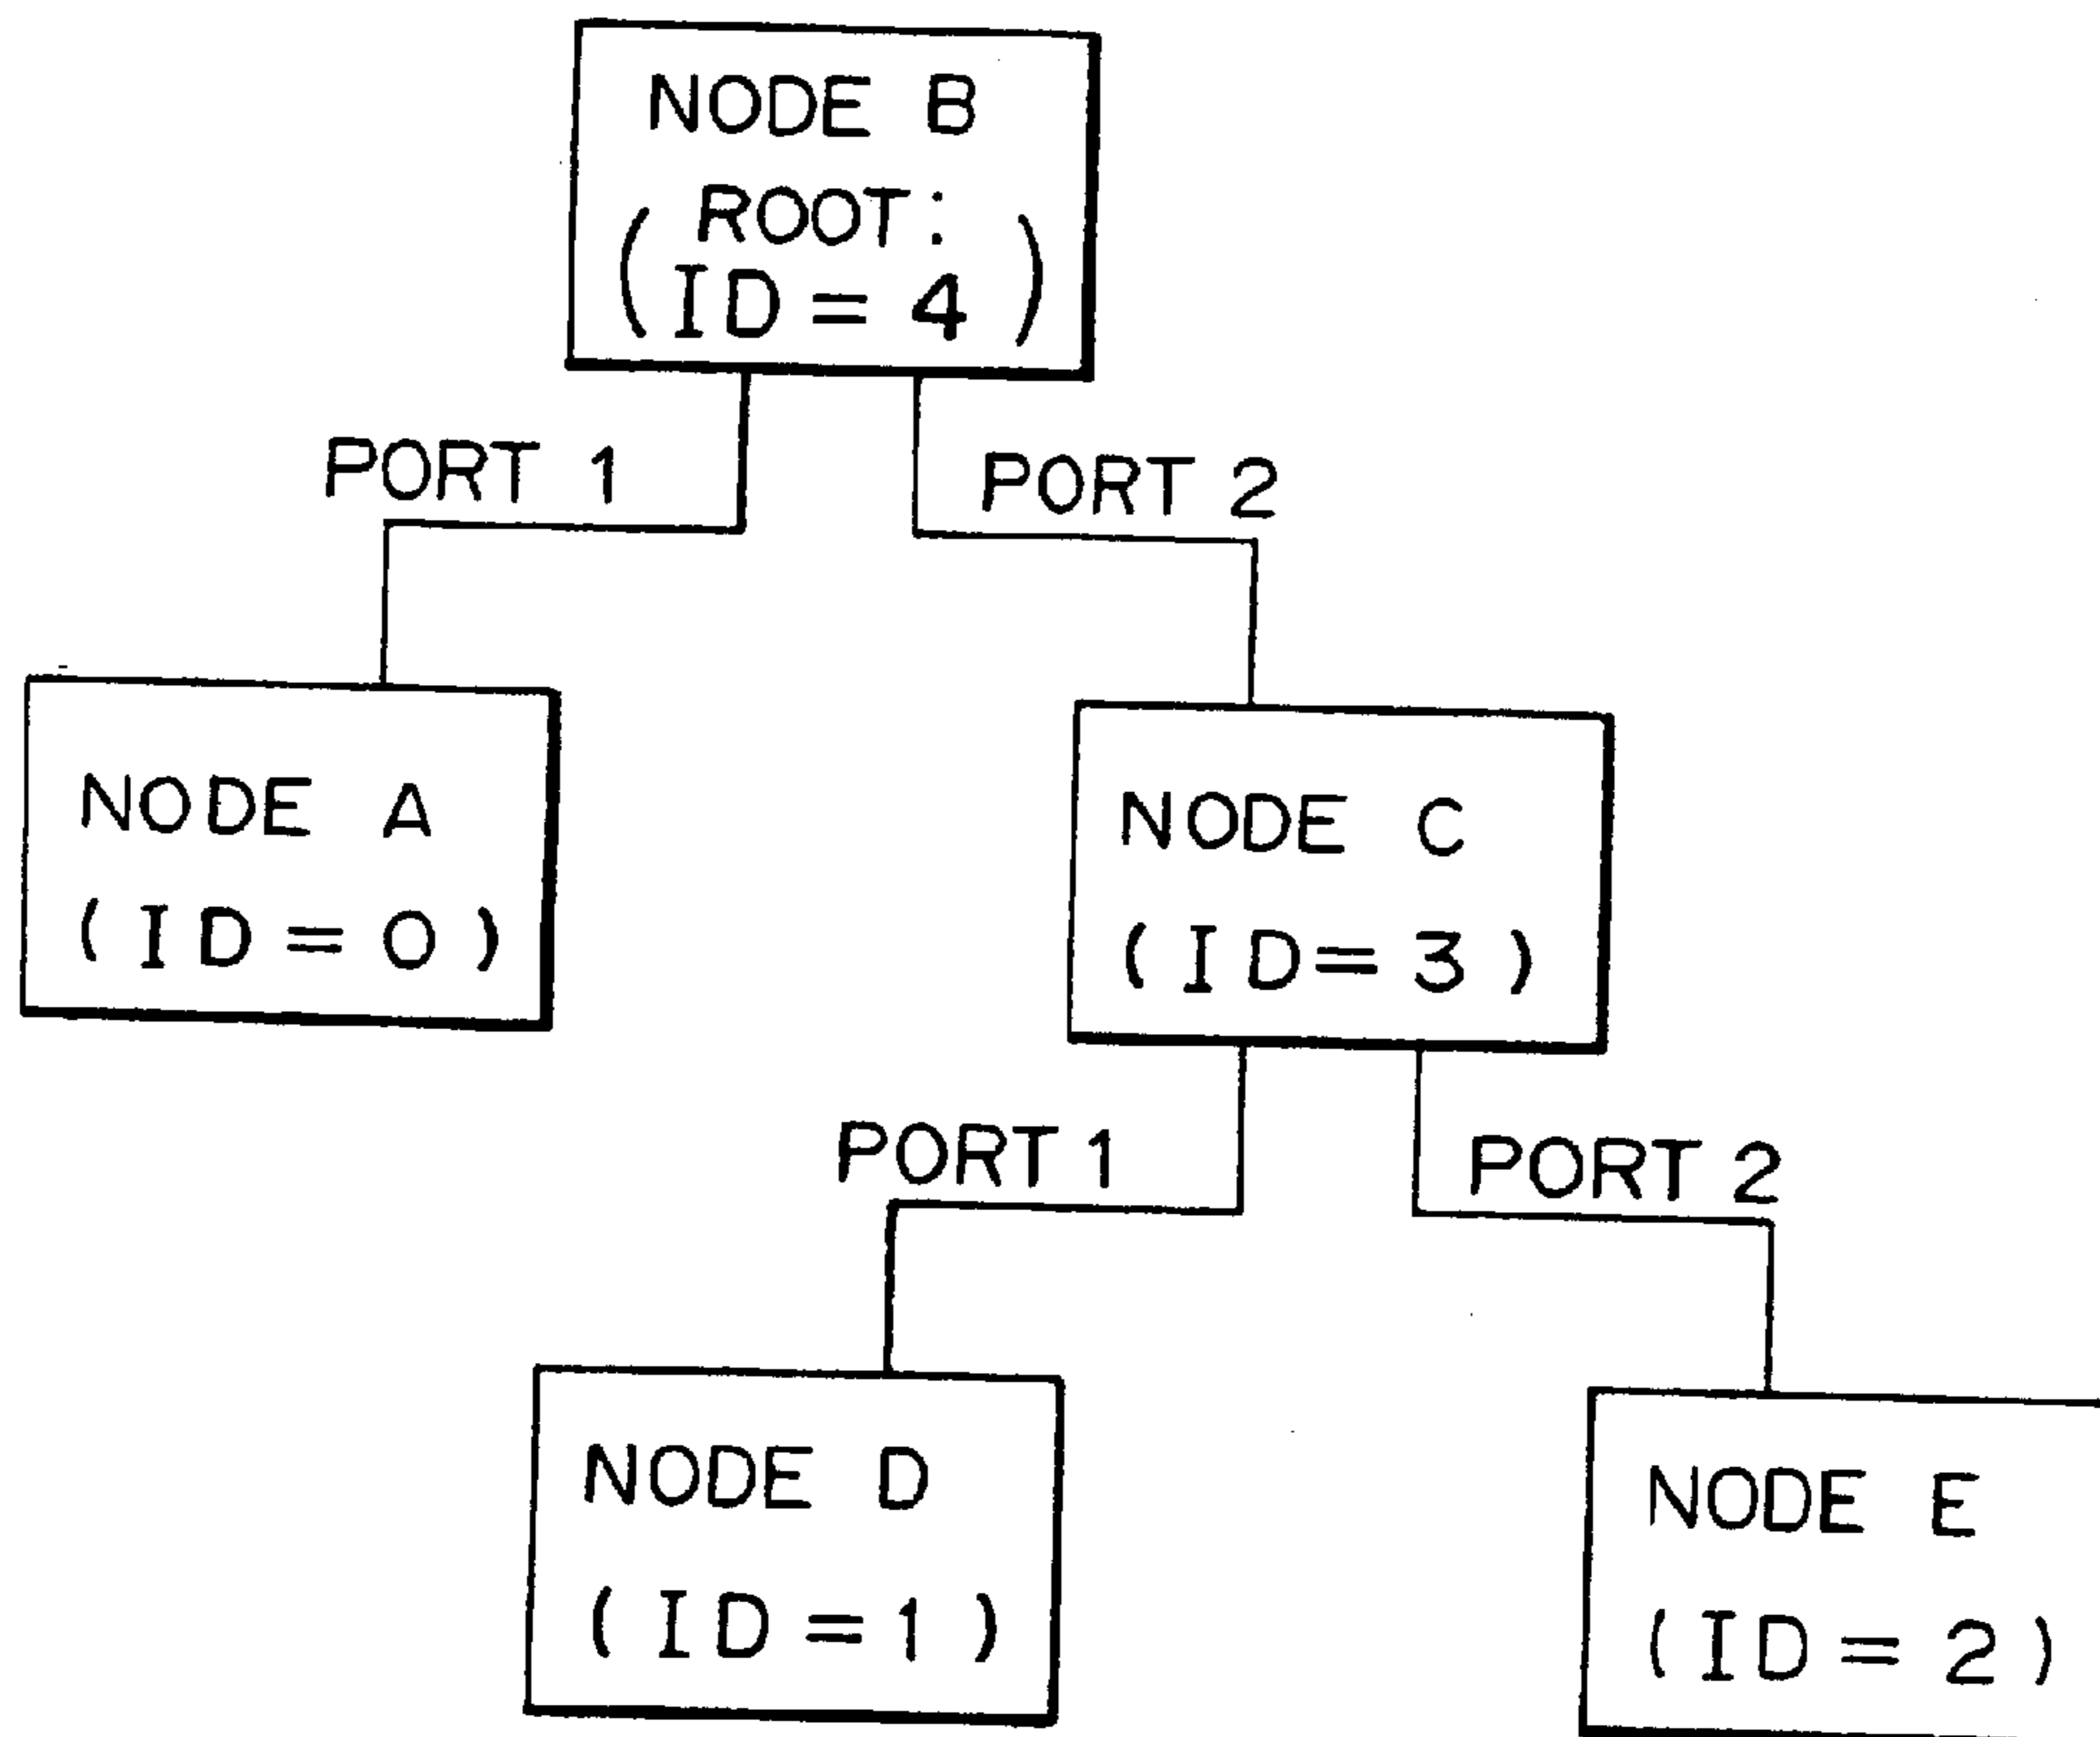 NODE B
ROOT:
(ID=4)
PORT 1
PORT 2
NODE A
(ID=0)
NODE C
(ID=3)
PORT 1
PORT 2
NODE D
(ID=1)
NODE E
(ID=2)